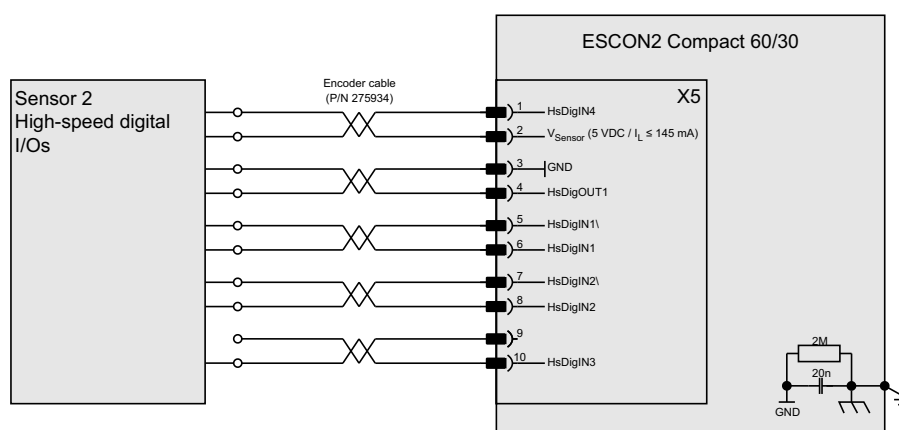 ESCON2 Compact 60/30
Encoder cable
(P/N 275934)
Sensor 2
High-speed digital
I/Os
X5
1 HsDigIN4
2 V_Sensor (5 VDC / I_L ≤ 145 mA)
3 GND
4 HsDigOUT1
5 HsDigIN1\
6 HsDigIN1
7 HsDigIN2\
8 HsDigIN2
9
10 HsDigIN3
2M
20n
GND